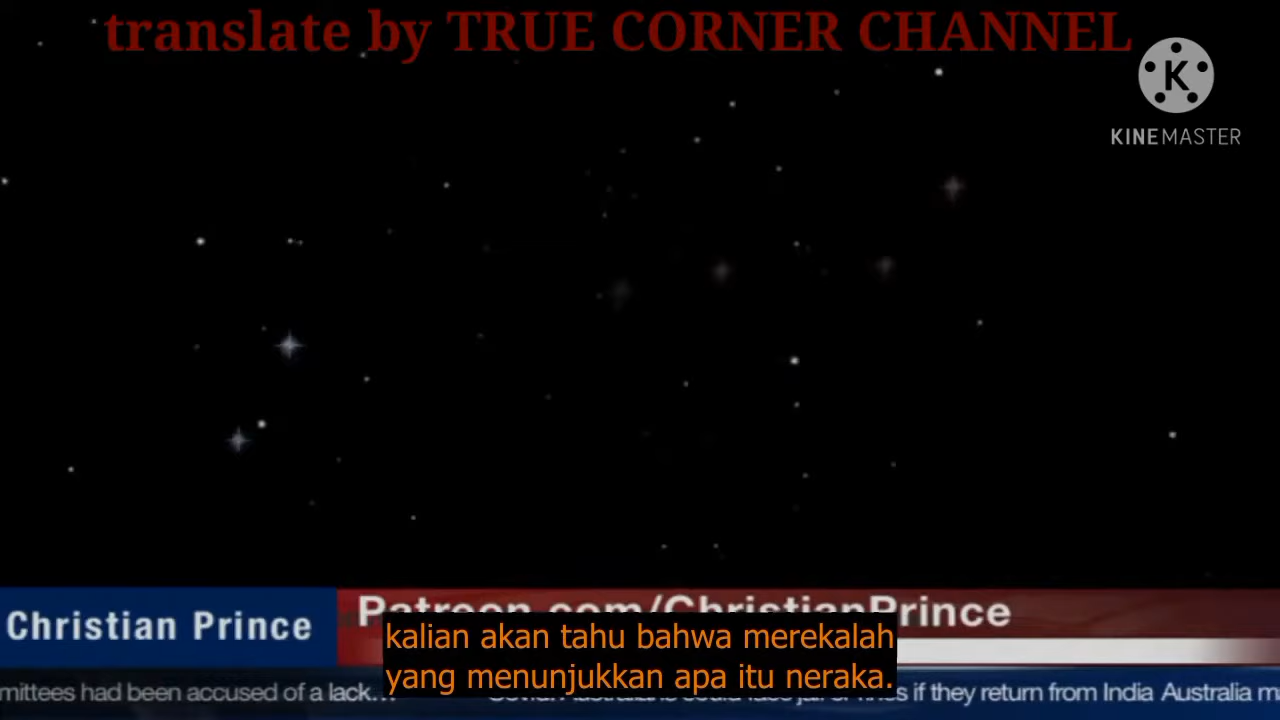 translate by TRUE CORNER CHANNEL
K
KINEMASTER
Christian Prince
Patreon.com/ChristianPrince
kalian akan tahu bahwa merekalah
yang menunjukkan apa itu neraka.
mittees had been accused of a lack...
if they return from India Australia m